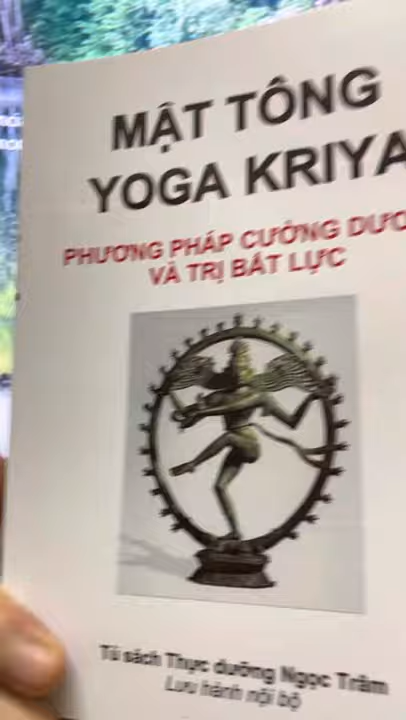 MẬT TÔNG
YOGA KRIYA
PHƯƠNG PHÁP CƯỜNG DƯƠ
VÀ TRỊ BẤT LỰC
Tủ sách Thực dưỡng Ngọc Trâm
Lưu hành nội bộ